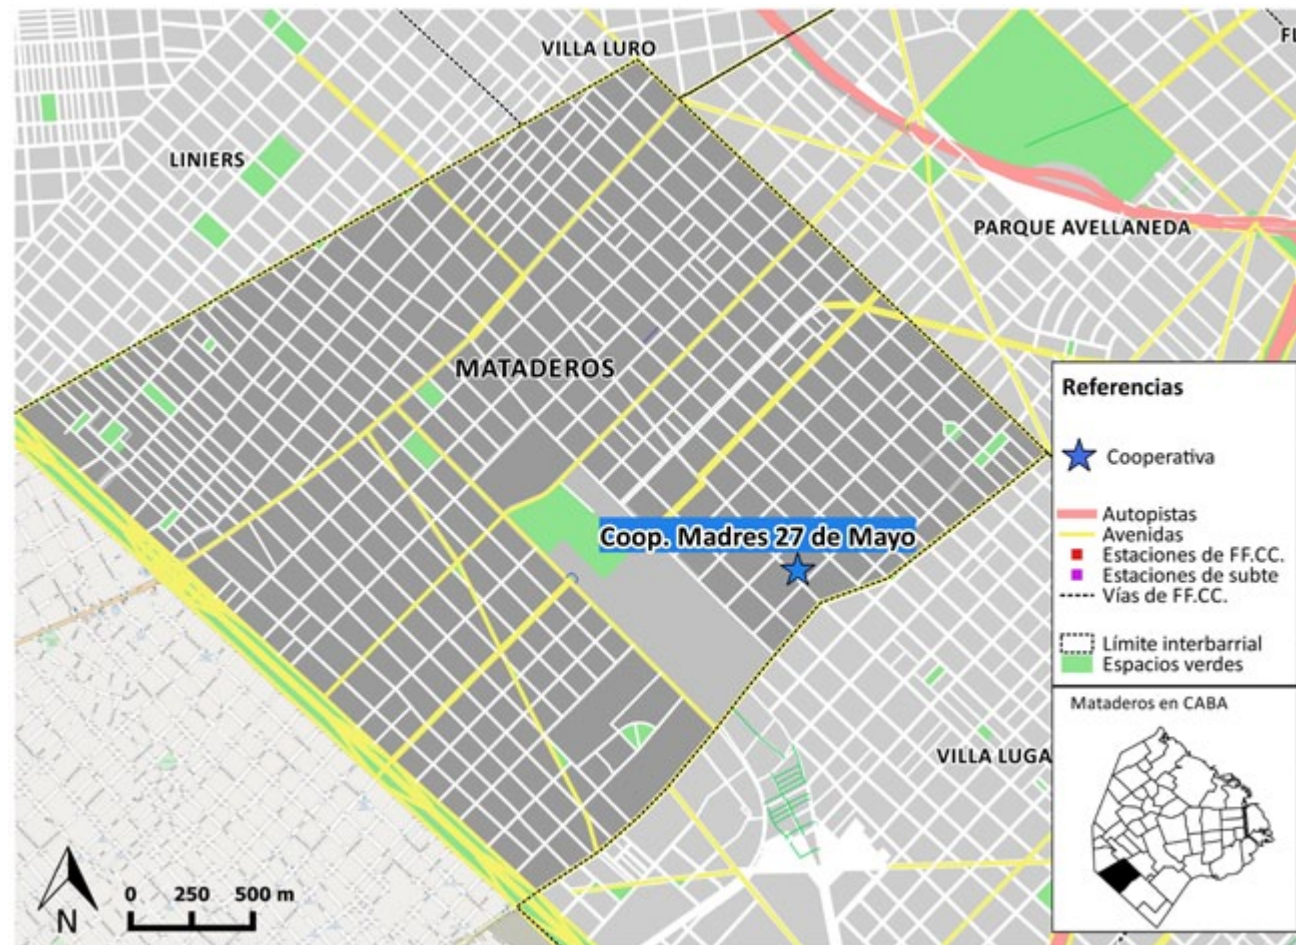 VILLA LURO
FL
LINIERS
PARQUE AVELLANEDA
MATADEROS
Coop. Madres 27 de Mayo
VILLA LUGA
Referencias
Cooperativa
Autopistas
Avenidas
Estaciones de FF.CC.
Estaciones de subte
Vías de FF.CC.
Límite interbarrial
Espacios verdes
Mataderos en CABA
N
0 250 500 m